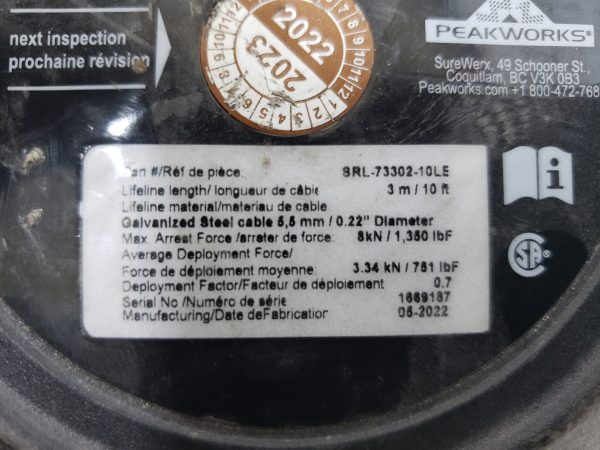 next inspection
prochaine révision
2022
2023
PEAKWORKS®
SureWerx, 49 Schooner St.,
Coquitlam, BC V3K 0B3
Peakworks.com +1 800-472-768
/Réf de pièce: SRL-73302-10LE
Lifeline length/ longueur de câble 3 m / 10 ft
Lifeline material/materiau de cable
Galvanized Steel cable 5,5 mm / 0.22" Diameter
Max. Arrest Force /arreter de force: 8kN / 1,350 lbF
Average Deployment Force/
Force de déploiement moyenne: 3.34 kN / 751 lbF
Deployment Factor/Facteur de déploiement 0.7
Serial No /Numéro de série 1669187
Manufacturing/Date deFabrication 05-2022
i
CSA